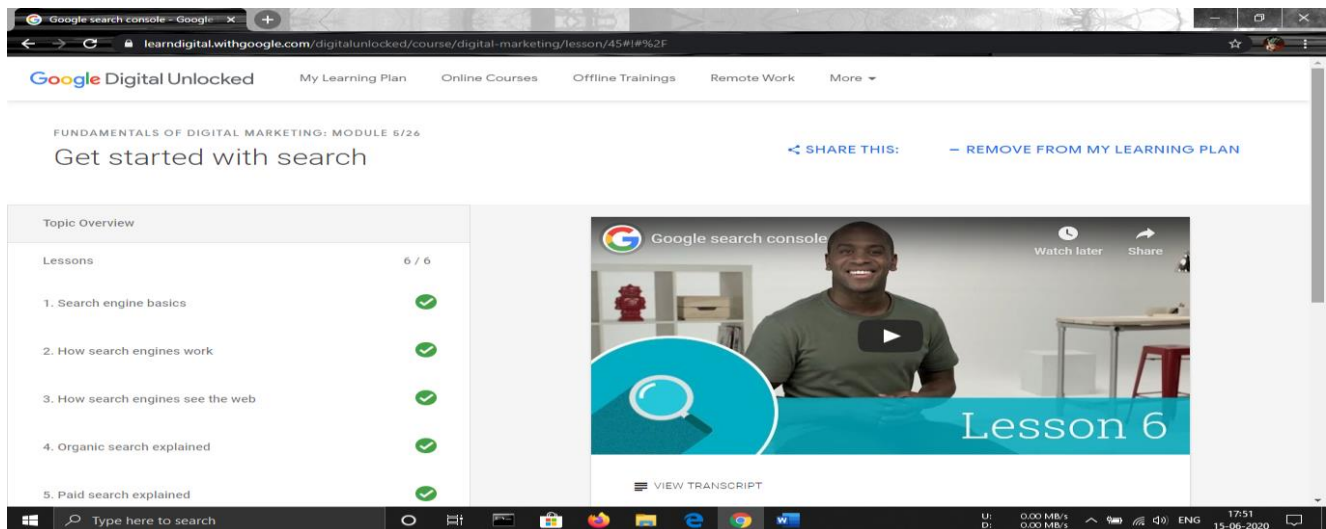 Google search console - Google
learndigital.withgoogle.com/digitalunlocked/course/digital-marketing/lesson/45#!#%2F
Google Digital Unlocked My Learning Plan Online Courses Offline Trainings Remote Work More
FUNDAMENTALS OF DIGITAL MARKETING: MODULE 5/26
Get started with search
SHARE THIS: – REMOVE FROM MY LEARNING PLAN
Topic Overview
Lessons 6 / 6
1. Search engine basics
2. How search engines work
3. How search engines see the web
4. Organic search explained
5. Paid search explained
Google search console
Watch later Share
Lesson 6
VIEW TRANSCRIPT
Type here to search
U: 0.00 MB/s
D: 0.00 MB/s
ENG
17:51
15-06-2020